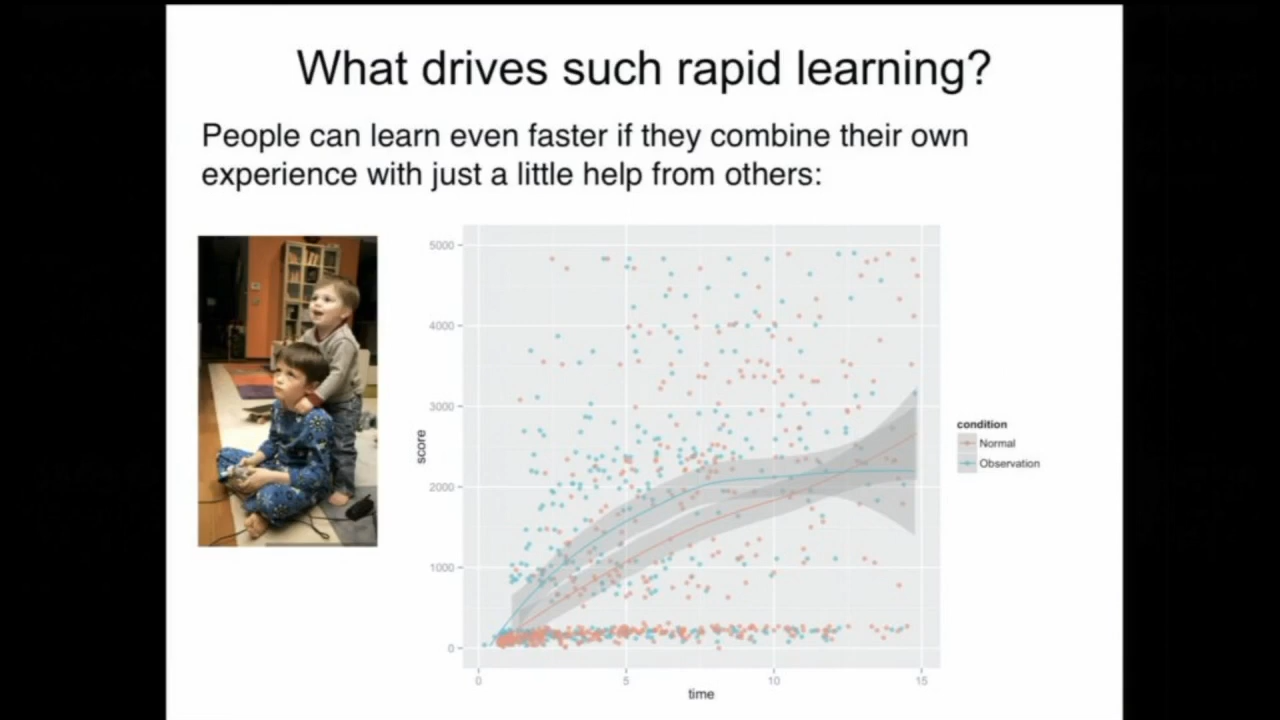 What drives such rapid learning?
People can learn even faster if they combine their own
experience with just a little help from others:
5000
4000
3000
2000
1000
0
score
0 5 10 15
time
condition
Normal
Observation